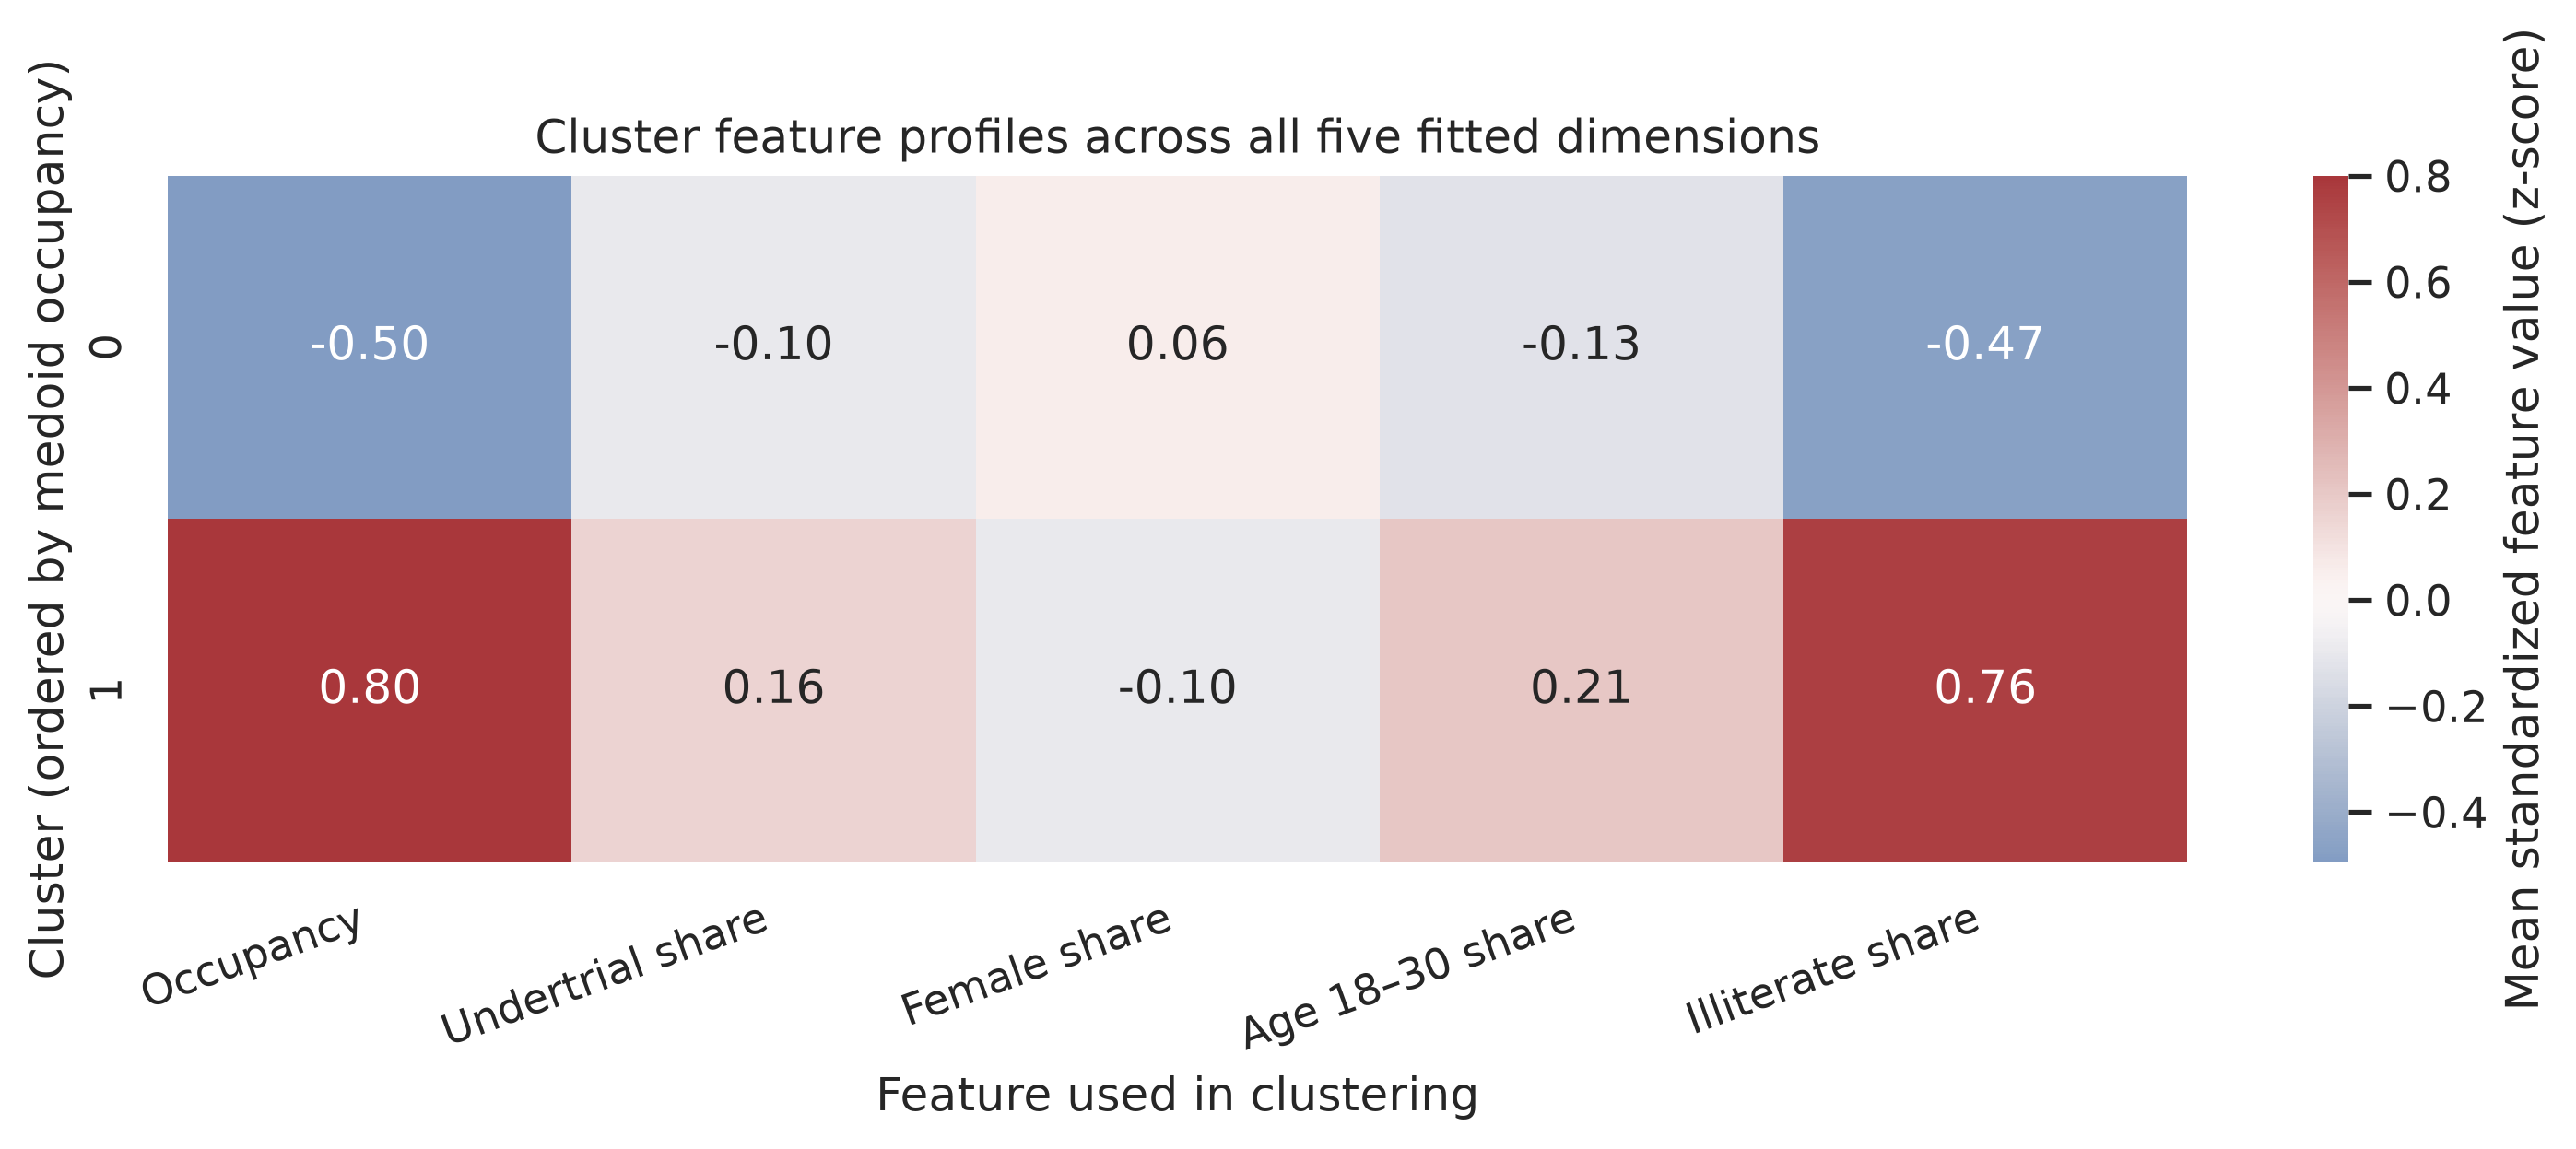 Cluster feature profiles across all five fitted dimensions
Cluster (ordered by medoid occupancy)
0
-0.50
-0.10
0.06
-0.13
-0.47
1
0.80
0.16
-0.10
0.21
0.76
Occupancy
Undertrial share
Female share
Age 18–30 share
Illiterate share
Feature used in clustering
0.8
0.6
0.4
0.2
0.0
−0.2
−0.4
Mean standardized feature value (z-score)